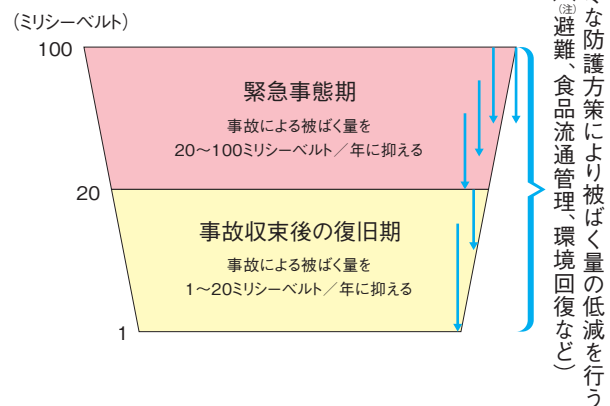 (ミリシーベルト)
100
緊急事態期
事故による被ばく量を
20〜100ミリシーベルト/年に抑える
20
事故収束後の復旧期
事故による被ばく量を
1〜20ミリシーベルト/年に抑える
1
な防護方策により被ばく量の低減を行う
(注)避難、食品流通管理、環境回復など)